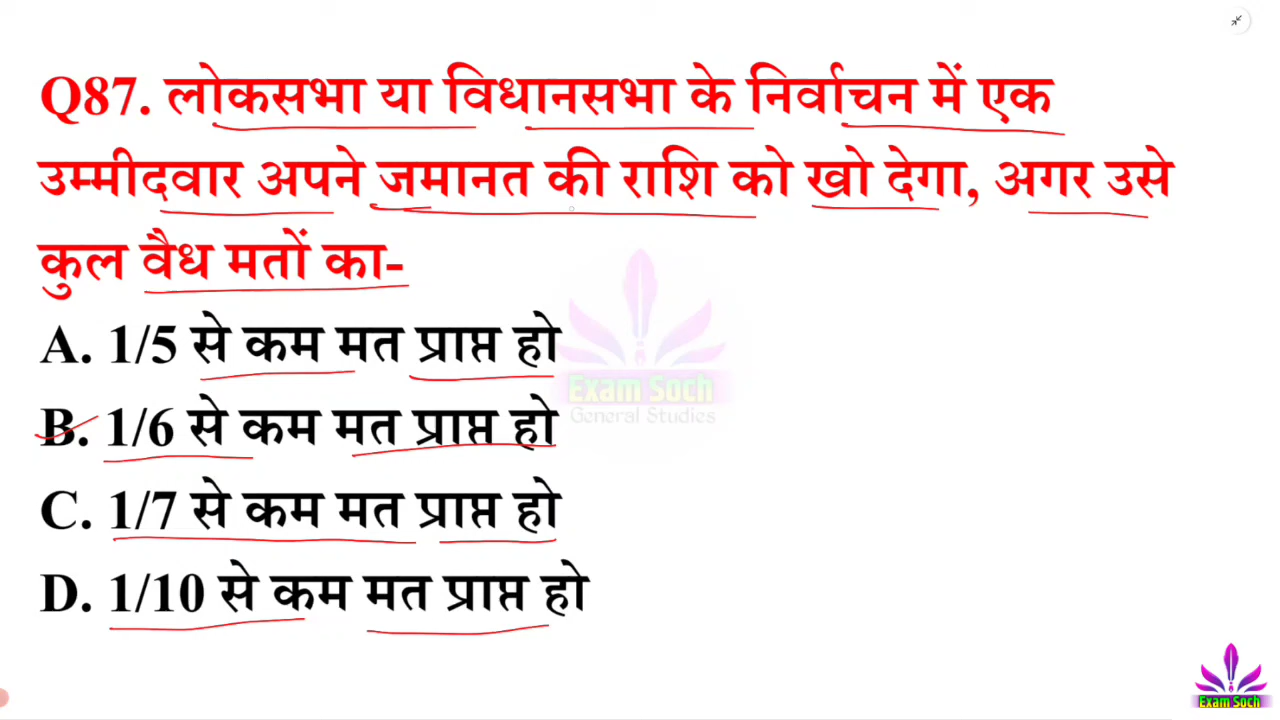 Q87. लोकसभा या विधानसभा के निर्वाचन में एक
उम्मीदवार अपने जमानत की राशि को खो देगा, अगर उसे
कुल वैध मतों का-
A. 1/5 से कम मत प्राप्त हो
B. 1/6 से कम मत प्राप्त हो
C. 1/7 से कम मत प्राप्त हो
D. 1/10 से कम मत प्राप्त हो
Exam Soch
General Studies
Exam Soch